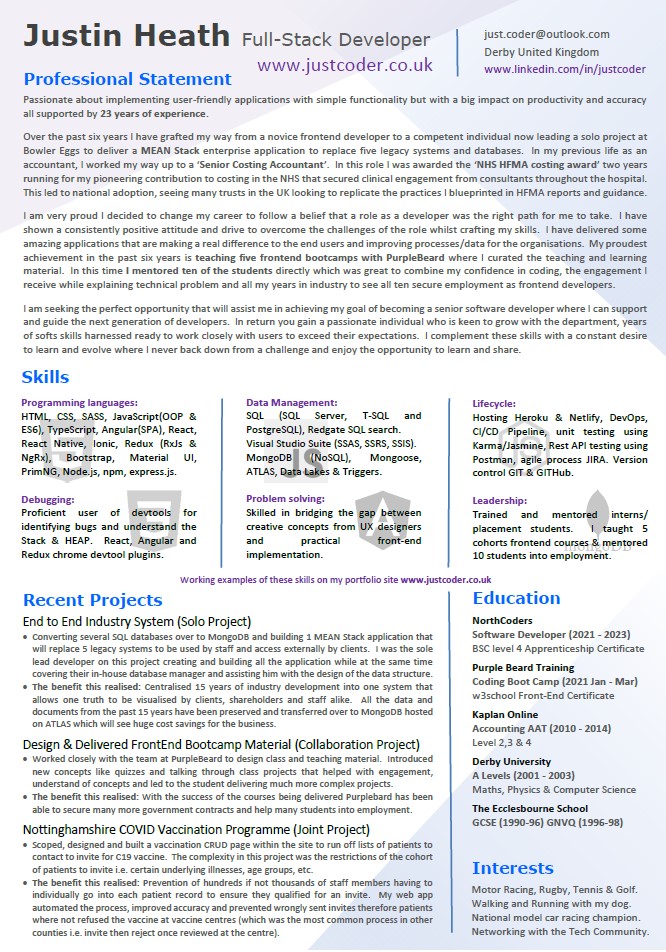 Justin Heath Full-Stack Developer
www.justcoder.co.uk
just.coder@outlook.com
Derby United Kingdom
www.linkedin.com/in/justcoder
Professional Statement
Passionate about implementing user-friendly applications with simple functionality but with a big impact on productivity and accuracy
all supported by 23 years of experience.
Over the past six years I have grafted my way from a novice frontend developer to a competent individual now leading a solo project at
Bowler Eggs to deliver a MEAN Stack enterprise application to replace five legacy systems and databases. In my previous life as an
accountant, I worked my way up to a ‘Senior Costing Accountant’. In this role I was awarded the ‘NHS HFMA costing award’ two years
running for my pioneering contribution to costing in the NHS that secured clinical engagement from consultants throughout the hospital.
This led to national adoption, seeing many trusts in the UK looking to replicate the practices I blueprinted in HFMA reports and guidance.
I am very proud I decided to change my career to follow a belief that a role as a developer was the right path for me to take. I have
shown a consistently positive attitude and drive to overcome the challenges of the role whilst crafting my skills. I have delivered some
amazing applications that are making a real difference to the end users and improving processes/data for the organisations. My proudest
achievement in the past six years is teaching five frontend bootcamps with PurpleBeard where I curated the teaching and learning
material. In this time I mentored ten of the students directly which was great to combine my confidence in coding, the engagement I
receive while explaining technical problem and all my years in industry to see all ten secure employment as frontend developers.
I am seeking the perfect opportunity that will assist me in achieving my goal of becoming a senior software developer where I can support
and guide the next generation of developers. In return you gain a passionate individual who is keen to grow with the department, years
of softs skills harnessed ready to work closely with users to exceed their expectations. I complement these skills with a constant desire
to learn and evolve where I never back down from a challenge and enjoy the opportunity to learn and share.
Skills
Programming languages:
HTML, CSS, SASS, JavaScript(OOP &
ES6), TypeScript, Angular(SPA), React,
React Native, Ionic, Redux (RxJs &
NgRx), Bootstrap, Material UI,
PrimNG, Node.js, npm, express.js.
Debugging:
Proficient user of devtools for
identifying bugs and understand the
Stack & HEAP. React, Angular and
Redux chrome devtool plugins.
Data Management:
SQL (SQL Server, T-SQL and
PostgreSQL), Redgate SQL search.
Visual Studio Suite (SSAS, SSRS, SSIS).
MongoDB (NoSQL), Mongoose,
ATLAS, Data Lakes & Triggers.
JS
Problem solving:
Skilled in bridging the gap between
creative concepts from UX designers
and practical front-end
implementation.
Lifecycle:
Hosting Heroku & Netlify, DevOps,
CI/CD Pipeline, unit testing using
Karma/Jasmine, Rest API testing using
Postman, agile process JIRA. Version
control GIT & GITHub.
Leadership:
Trained and mentored interns/
placement students. I taught 5
cohorts frontend courses & mentored
10 students into employment.
mongoDB
Working examples of these skills on my portfolio site www.justcoder.co.uk
Recent Projects
End to End Industry System (Solo Project)
• Converting several SQL databases over to MongoDB and building 1 MEAN Stack application that
will replace 5 legacy systems to be used by staff and access externally by clients. I was the sole
lead developer on this project creating and building all the application while at the same time
covering their in-house database manager and assisting him with the design of the data structure.
• The benefit this realised: Centralised 15 years of industry development into one system that
allows one truth to be visualised by clients, shareholders and staff alike. All the data and
documents from the past 15 years have been preserved and transferred over to MongoDB hosted
on ATLAS which will see huge cost savings for the business.
Design & Delivered FrontEnd Bootcamp Material (Collaboration Project)
• Worked closely with the team at PurpleBeard to design class and teaching material. Introduced
new concepts like quizzes and talking through class projects that helped with engagement,
understand of concepts and led to the student delivering much more complex projects.
• The benefit this realised: With the success of the courses being delivered Purplebard has been
able to secure many more government contracts and help many students into employment.
Nottinghamshire COVID Vaccination Programme (Joint Project)
• Scoped, designed and built a vaccination CRUD page within the site to run off lists of patients to
contact to invite for C19 vaccine. The complexity in this project was the restrictions of the cohort
of patients to invite i.e. certain underlying illnesses, age groups, etc.
• The benefit this realised: Prevention of hundreds if not thousands of staff members having to
individually go into each patient record to ensure they qualified for an invite. My web app
automated the process, improved accuracy and prevented wrongly sent invites therefore patients
where not refused the vaccine at vaccine centres (which was the most common process in other
counties i.e. invite then reject once reviewed at the centre).
Education
NorthCoders
Software Developer (2021 - 2023)
BSC level 4 Apprenticeship Certificate
Purple Beard Training
Coding Boot Camp (2021 Jan - Mar)
w3school Front-End Certificate
Kaplan Online
Accounting AAT (2010 - 2014)
Level 2,3 & 4
Derby University
A Levels (2001 - 2003)
Maths, Physics & Computer Science
The Ecclesbourne School
GCSE (1990-96) GNVQ (1996-98)
Interests
Motor Racing, Rugby, Tennis & Golf.
Walking and Running with my dog.
National model car racing champion.
Networking with the Tech Community.